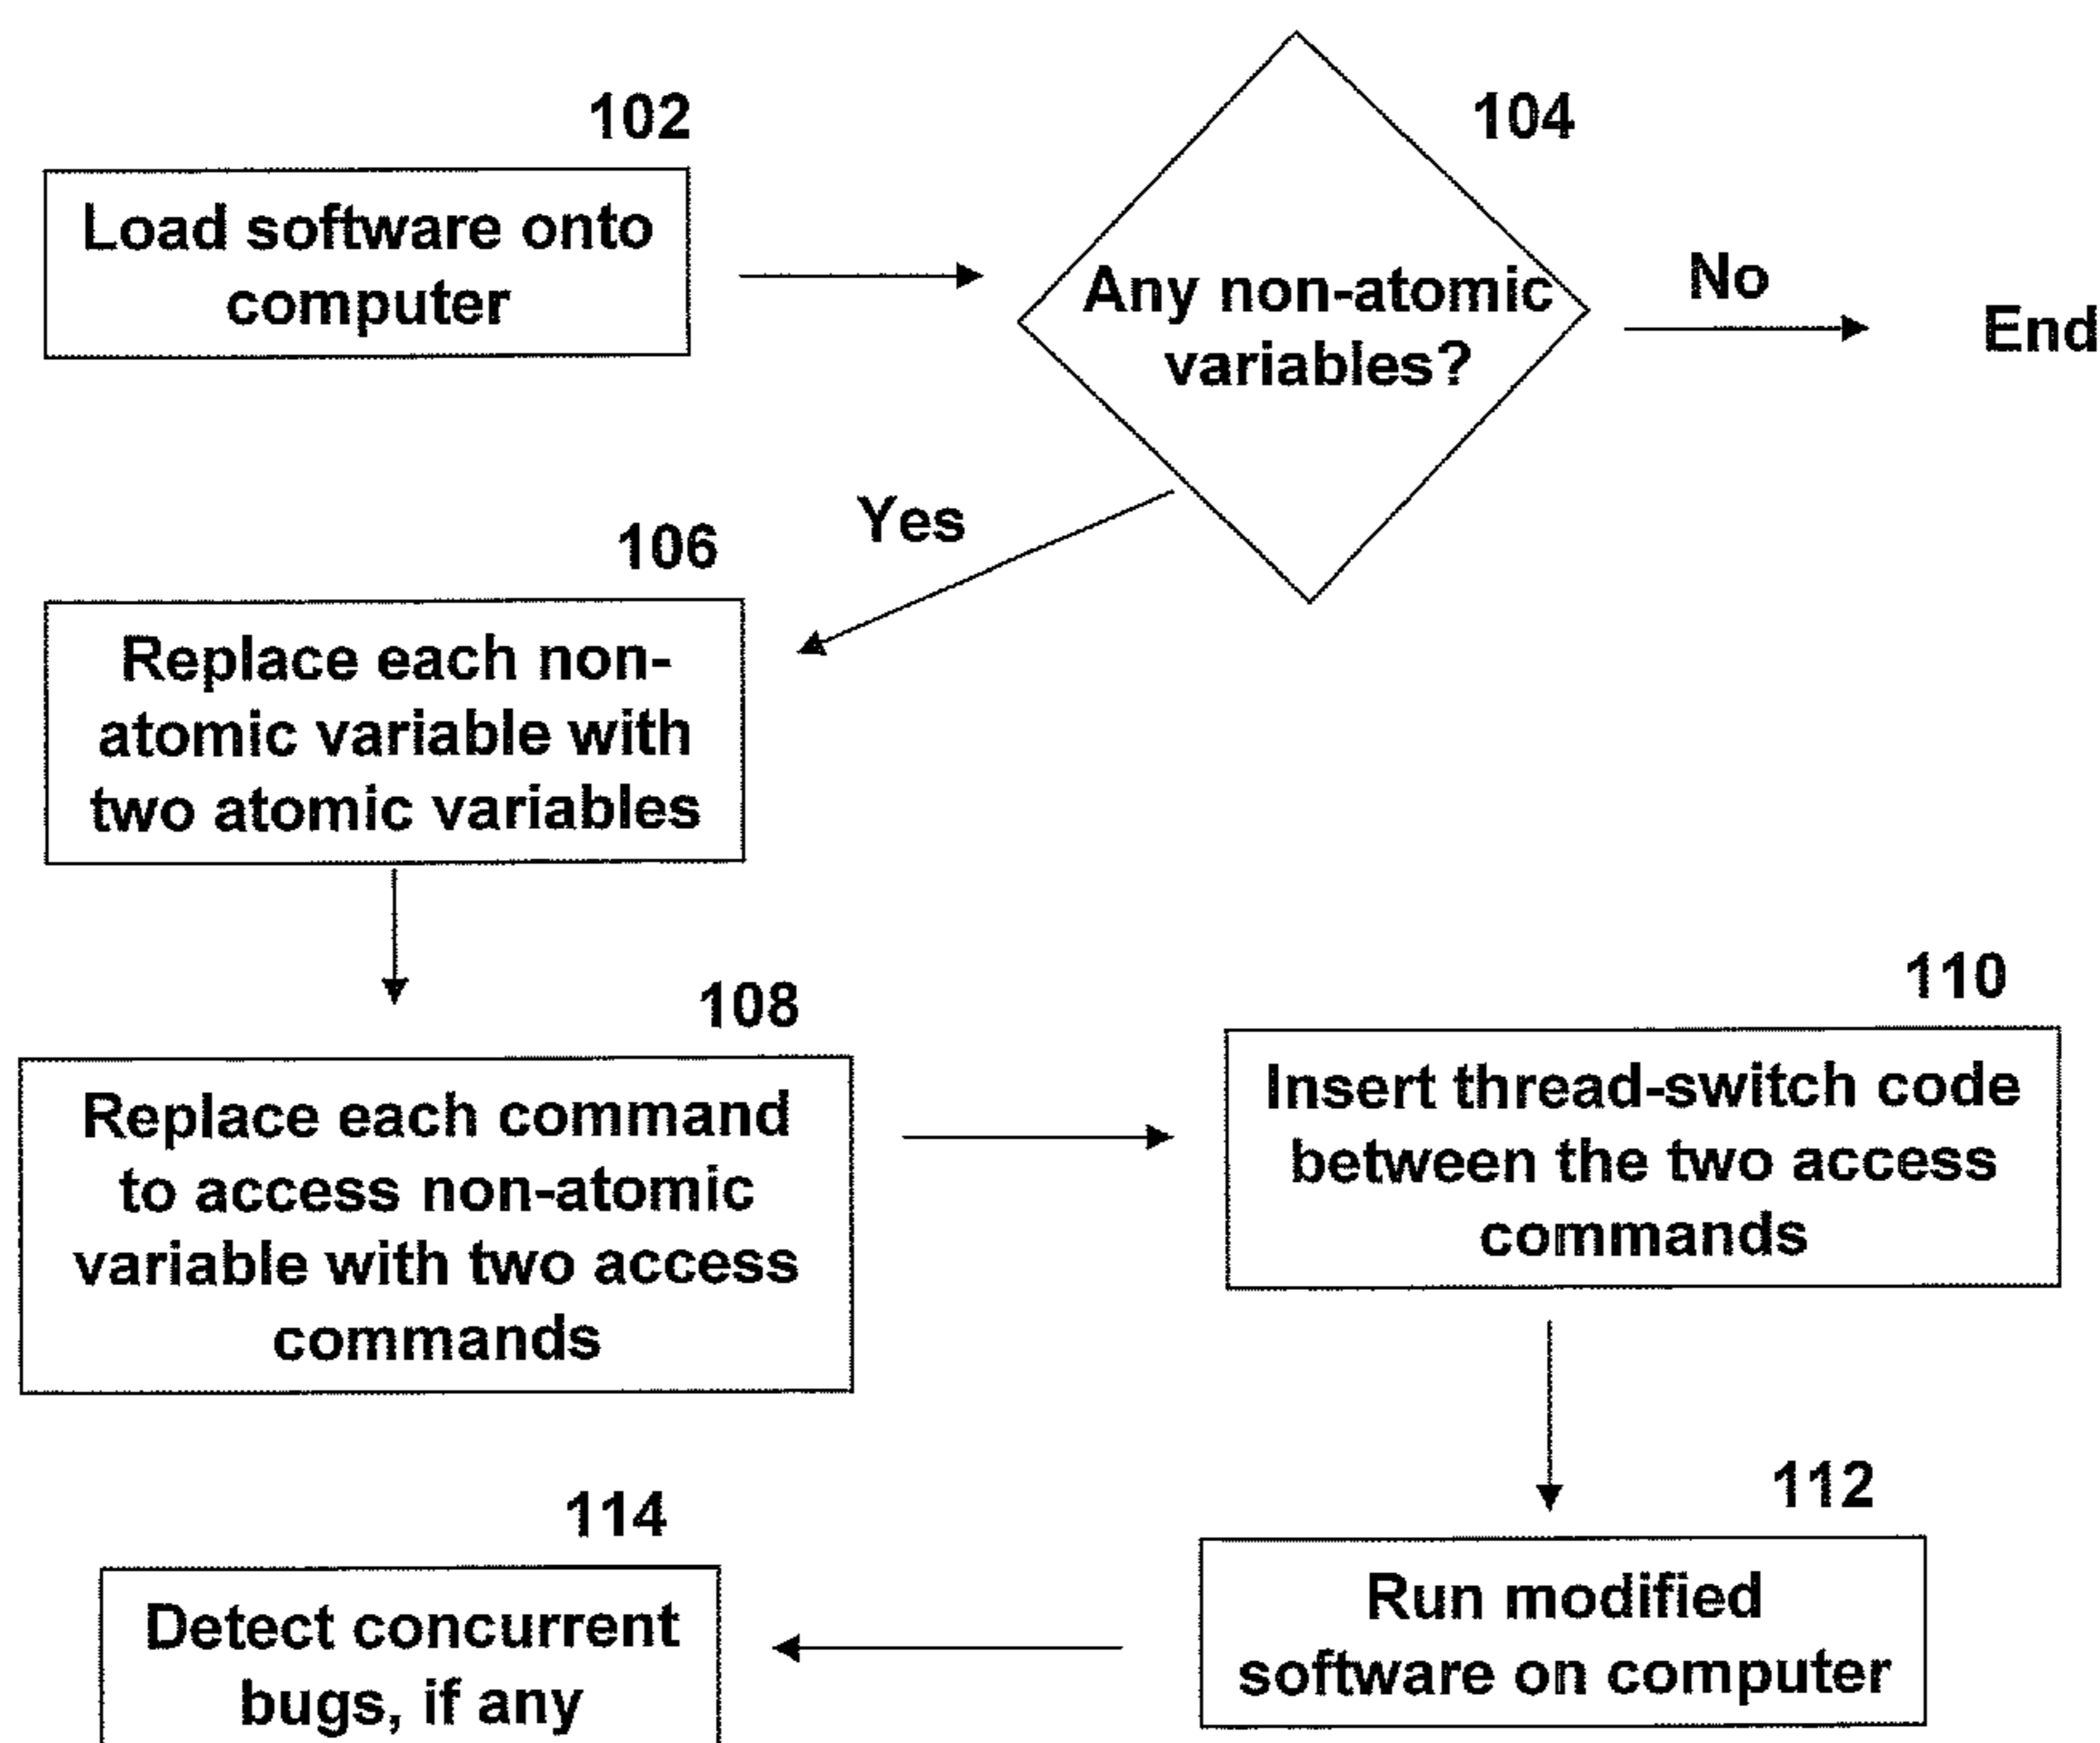 102
Load software onto
computer
104
Any non-atomic
variables?
No
End
Yes
106
Replace each non-
atomic variable with
two atomic variables
108
Replace each command
to access non-atomic
variable with two access
commands
110
Insert thread-switch code
between the two access
commands
112
Run modified
software on computer
114
Detect concurrent
bugs, if any